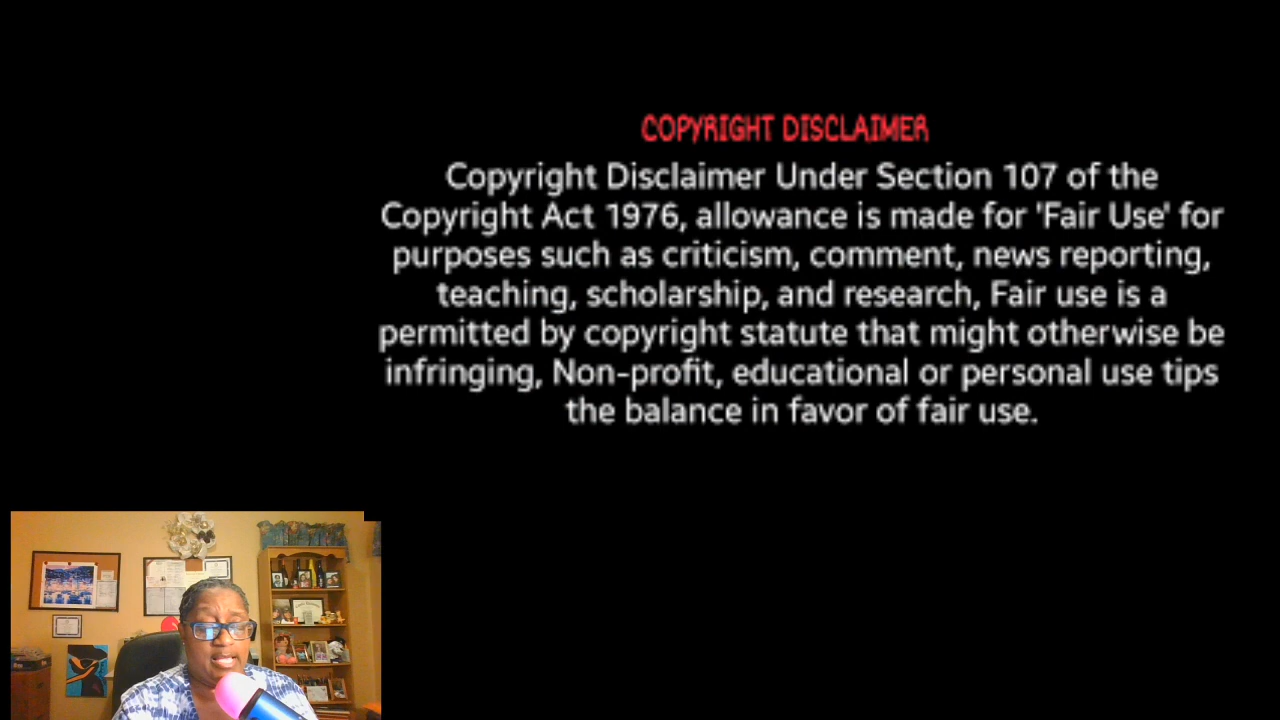 COPYRIGHT DISCLAIMER
Copyright Disclaimer Under Section 107 of the
Copyright Act 1976, allowance is made for 'Fair Use' for
purposes such as criticism, comment, news reporting,
teaching, scholarship, and research, Fair use is a
permitted by copyright statute that might otherwise be
infringing, Non-profit, educational or personal use tips
the balance in favor of fair use.